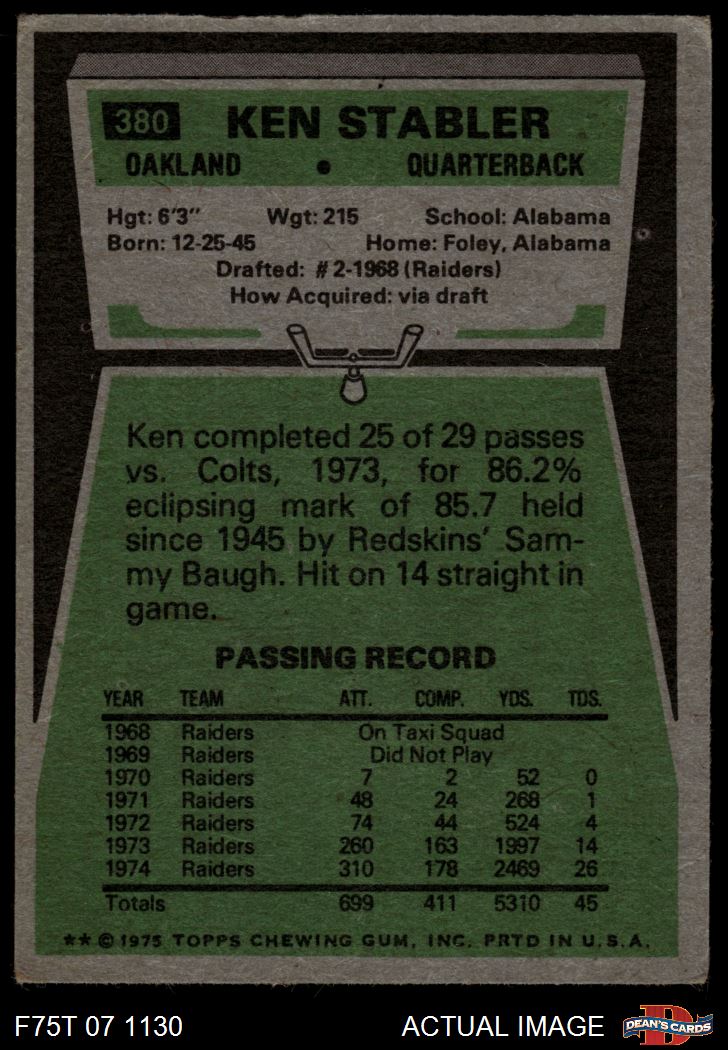 380 KEN STABLER
OAKLAND • QUARTERBACK
Hgt: 6'3" Wgt: 215 School: Alabama
Born: 12-25-45 Home: Foley, Alabama
Drafted: #2-1968 (Raiders)
How Acquired: via draft
Ken completed 25 of 29 passes
vs. Colts, 1973, for 86.2%
eclipsing mark of 85.7 held
since 1945 by Redskins' Sam-
my Baugh. Hit on 14 straight in
game.
PASSING RECORD
YEAR TEAM ATT. COMP. YDS. TDS.
1968 Raiders On Taxi Squad
1969 Raiders Did Not Play
1970 Raiders 7 2 52 0
1971 Raiders 48 24 268 1
1972 Raiders 74 44 524 4
1973 Raiders 260 163 1997 14
1974 Raiders 310 178 2469 26
Totals 699 411 5310 45
★★ © 1975 TOPPS CHEWING GUM, INC. PRTD IN U.S.A.
F75T 07 1130 ACTUAL IMAGE
D
DEAN'S CARDS